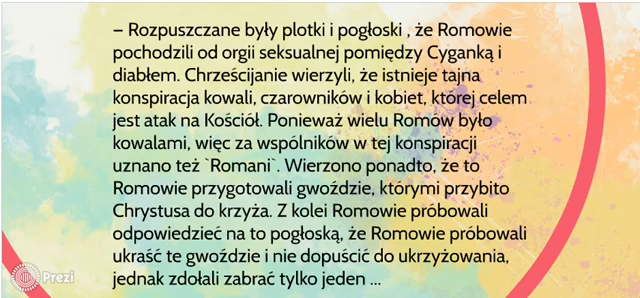 – Rozpuszczane były plotki i pogłoski , że Romowie
pochodzili od orgii seksualnej pomiędzy Cyganką i
diabłem. Chrześcijanie wierzyli, że istnieje tajna
konspiracja kowali, czarowników i kobiet, której celem
jest atak na Kościół. Ponieważ wielu Romów było
kowalami, więc za wspólników w tej konspiracji
uznano też `Romani`. Wierzono ponadto, że to
Romowie przygotowali gwoździe, którymi przybito
Chrystusa do krzyża. Z kolei Romowie próbowali
odpowiedzieć na to pogłoską, że Romowie próbowali
ukraść te gwoździe i nie dopuścić do ukrzyżowania,
jednak zdołali zabrać tylko jeden ...
Prezi